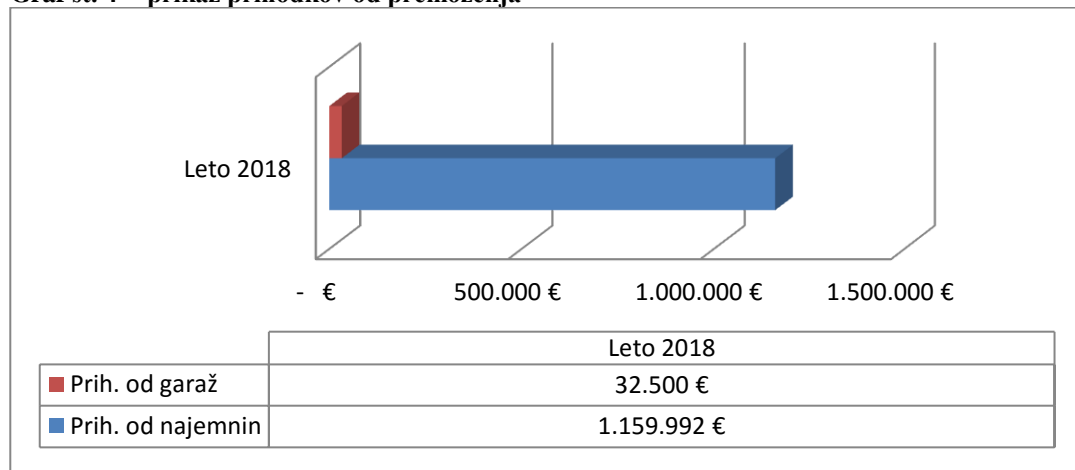 Leto 2018
- € 500.000 € 1.000.000 € 1.500.000 €
Leto 2018
Prih. od garaž 32.500 €
Prih. od najemnin 1.159.992 €